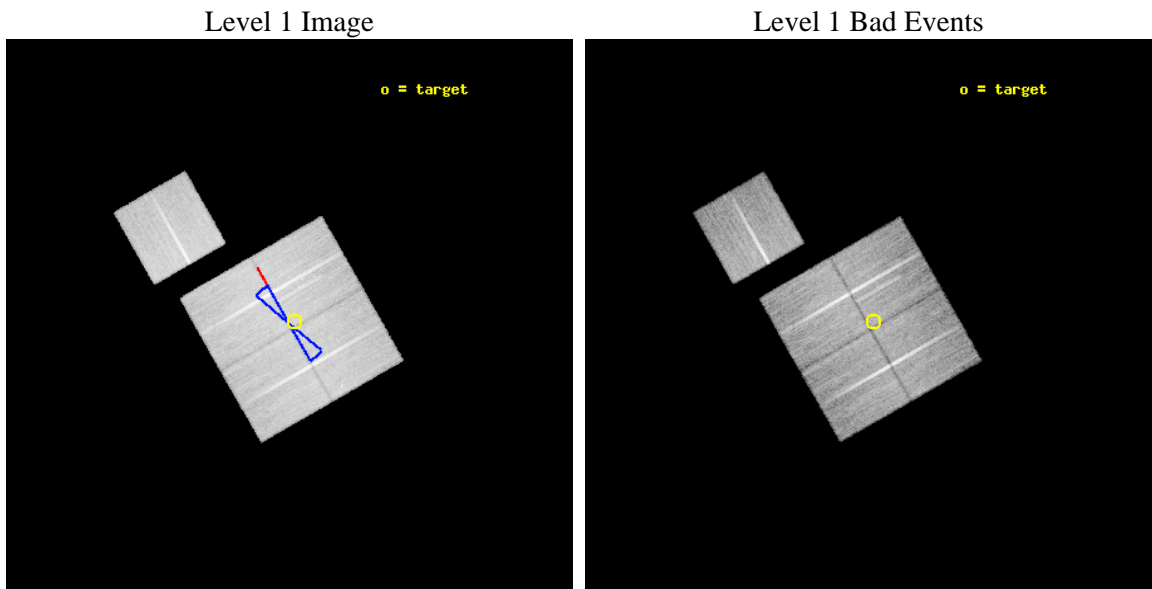 Level 1 Image
Level 1 Bad Events
o = target
o = target